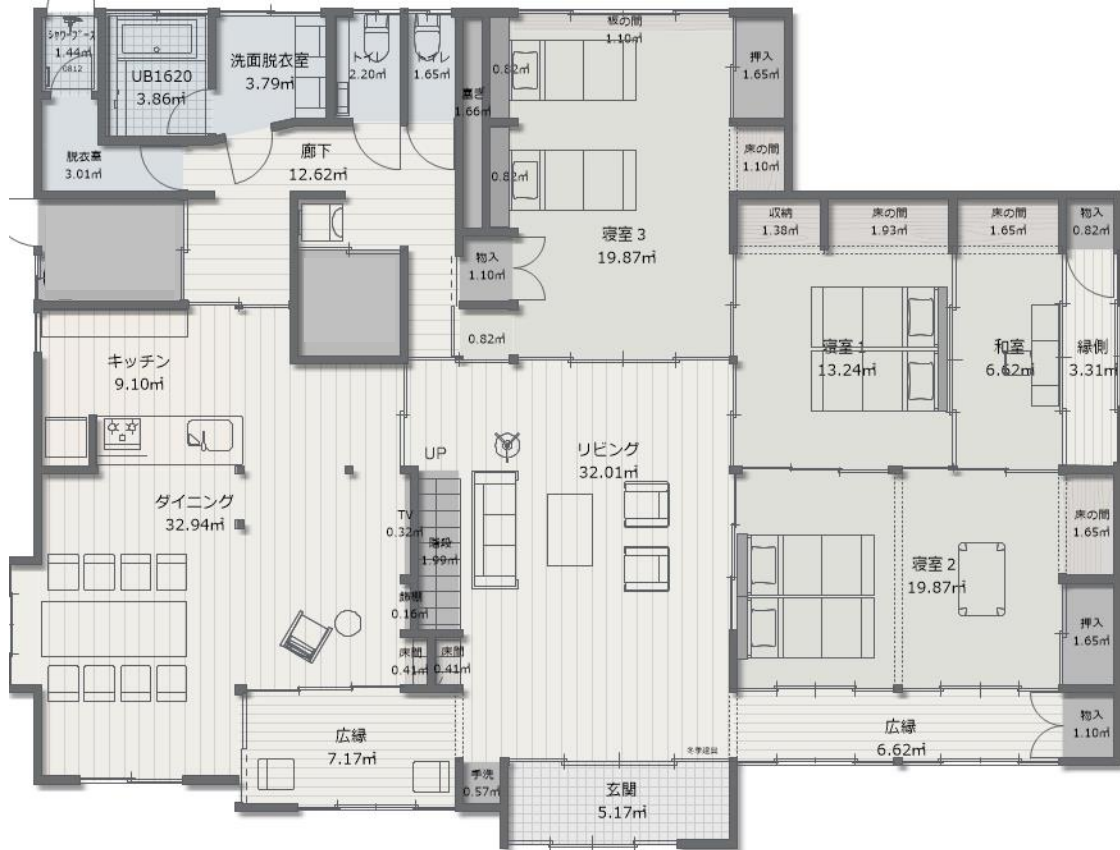 シャワーブース
1.44㎡
0812
UB1620
3.86㎡
洗面脱衣室
3.79㎡
トイレ
2.20㎡
トイレ
1.65㎡
1.66㎡
0.82㎡
0.82㎡
板の間
1.10㎡
押入
1.65㎡
床の間
1.10㎡
脱衣室
3.01㎡
廊下
12.62㎡
寝室３
19.87㎡
物入
1.10㎡
0.82㎡
収納
1.38㎡
床の間
1.93㎡
床の間
1.65㎡
物入
0.82㎡
キッチン
9.10㎡
寝室１
13.24㎡
和室
6.62㎡
縁側
3.31㎡
UP
リビング
32.01㎡
ダイニング
32.94㎡
TV
0.32㎡
階段
1.99㎡
飾棚
0.16㎡
床間
0.41㎡
床間
0.41㎡
寝室２
19.87㎡
床の間
1.65㎡
押入
1.65㎡
広縁
7.17㎡
手洗
0.57㎡
冬季建具
玄関
5.17㎡
広縁
6.62㎡
物入
1.10㎡